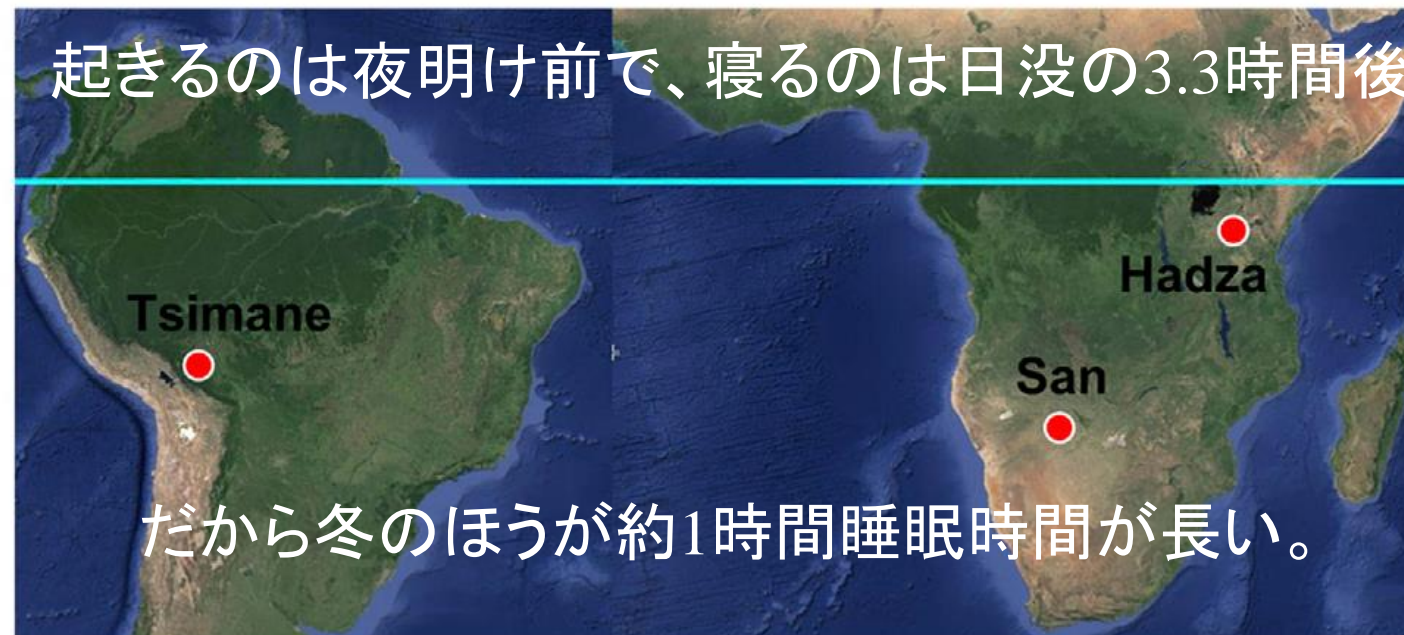 起きるのは夜明け前で、寝るのは日没の3.3時間後
Hadza
Tsimane
San
だから冬のほうが約1時間睡眠時間が長い。